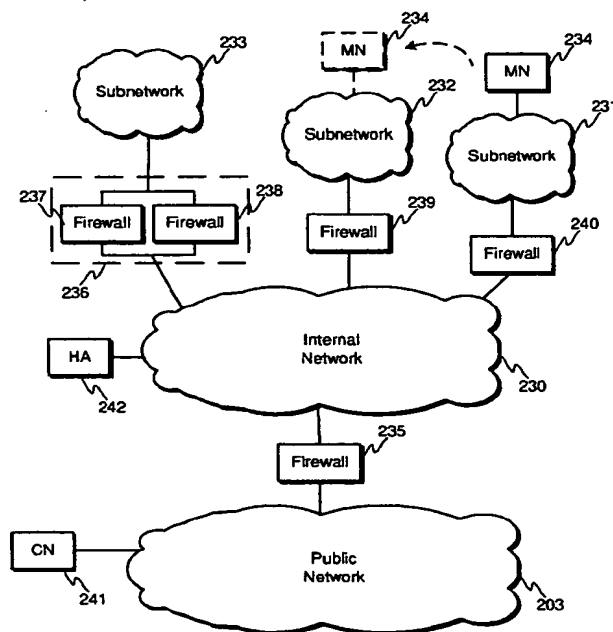 234
MN
234
MN
233
Subnetwork
232
Subnetwork
231
Subnetwork
237
Firewall
Firewall
238
236
239
Firewall
240
Firewall
Internal
Network
230
HA
242
235
Firewall
CN
241
Public
Network
203